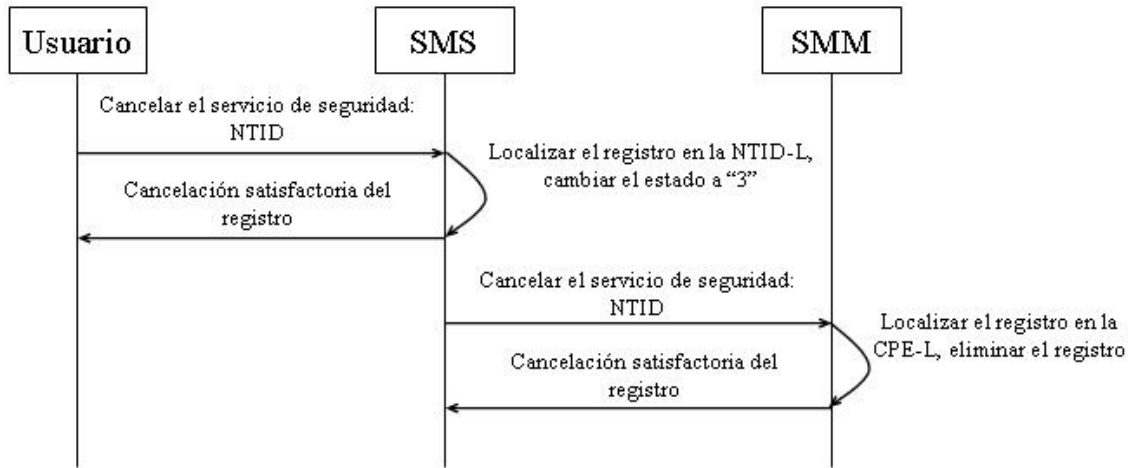 Usuario
SMS
SMM
Cancelar el servicio de seguridad:
NTID
Localizar el registro en la NTID-L,
cambiar el estado a “3”
Cancelación satisfactoria del
registro
Cancelar el servicio de seguridad:
NTID
Localizar el registro en la
CPE-L, eliminar el registro
Cancelación satisfactoria del
registro